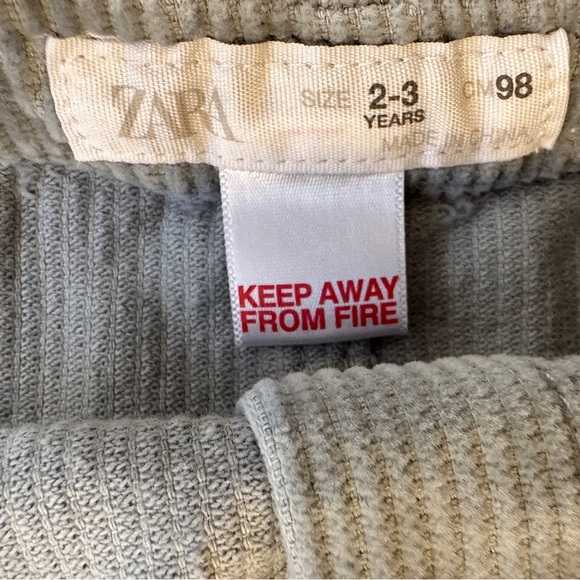 ZARA
SIZE 2-3 YEARS CM 98
MADE IN CHINA
KEEP AWAY
FROM FIRE